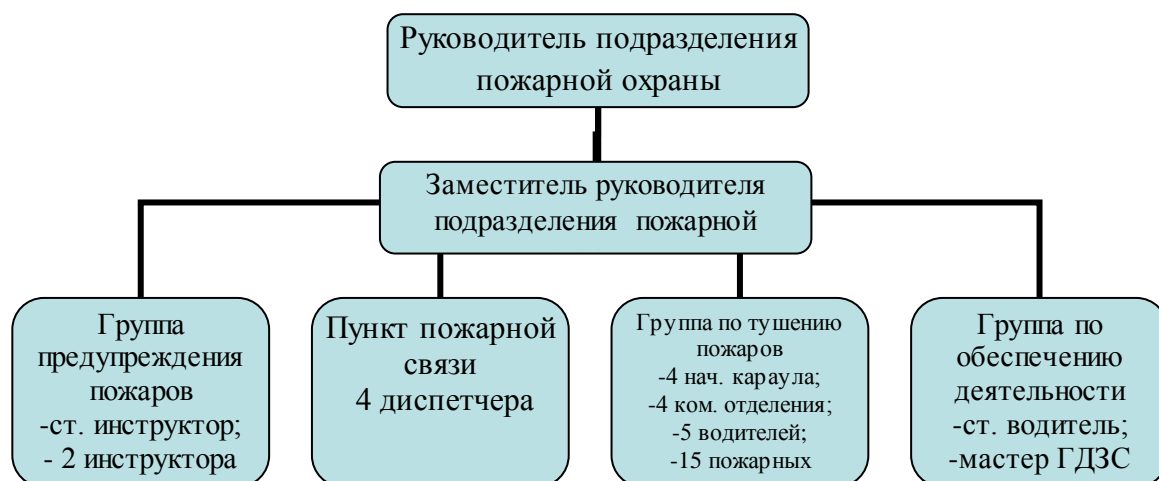 Руководитель подразделения
пожарной охраны
Заместитель руководителя
подразделения пожарной
Группа
предупреждения
пожаров
-ст. инструктор;
- 2 инструктора
Пункт пожарной
связи
4 диспетчера
Группа по тушению
пожаров
-4 нач. караула;
-4 ком. отделения;
-5 водителей;
-15 пожарных
Группа по
обеспечению
деятельности
-ст. водитель;
-мастер ГДЗС